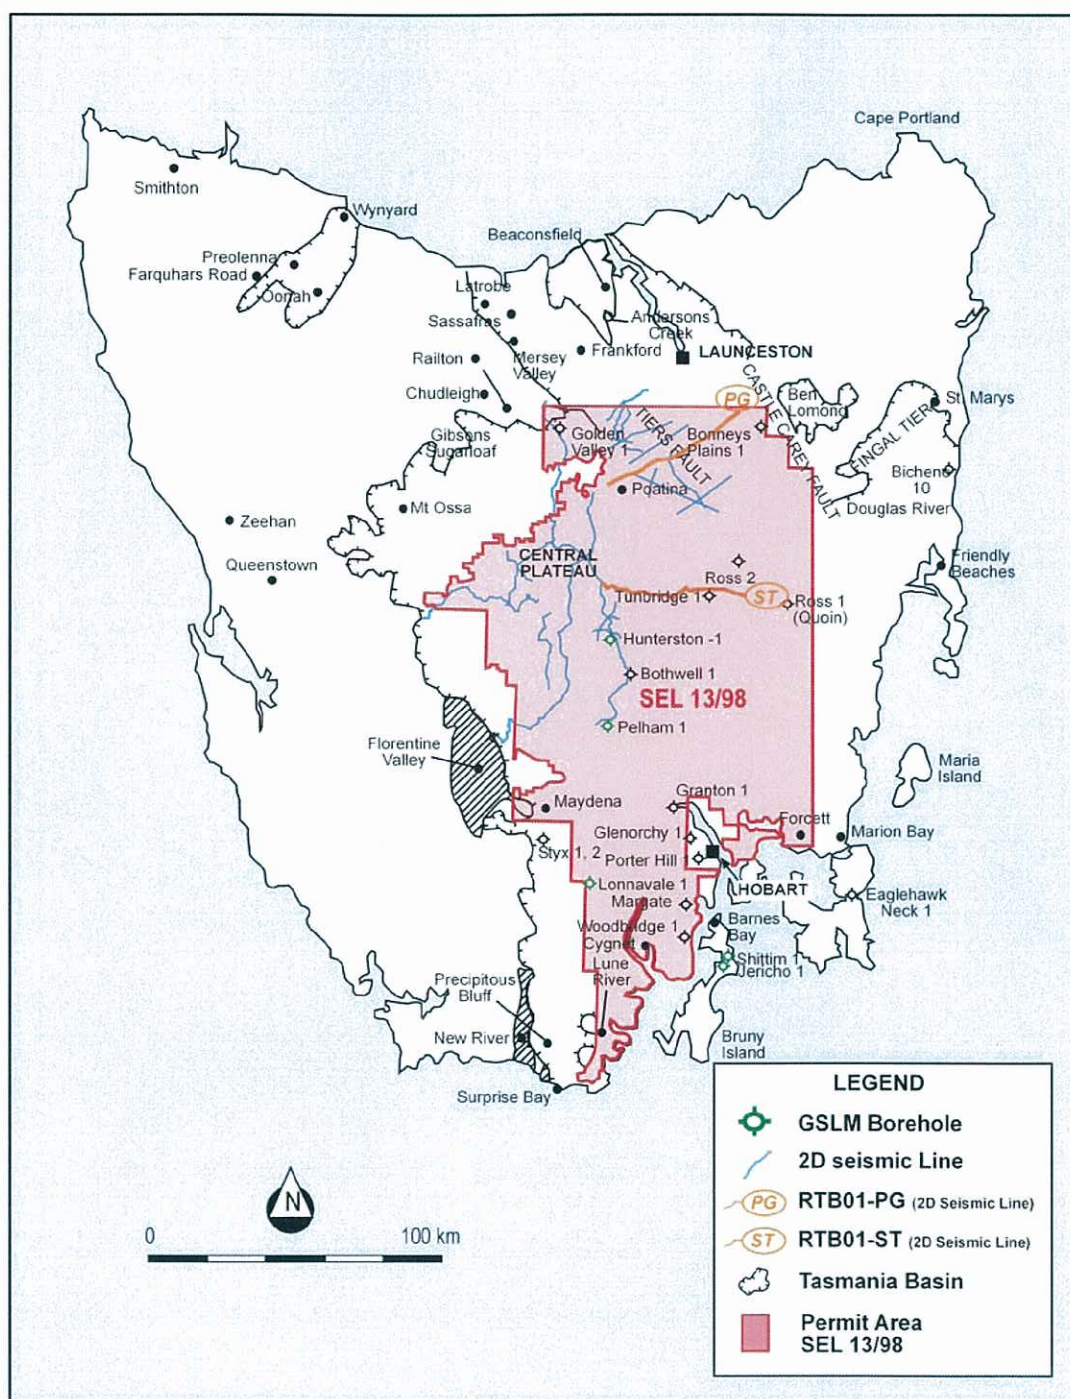 Cape Portland
Smithton
Wynyard
Beaconsfield
Preolenna
Farquhars Road
Oonah
Latrobe
Sassafras
Andersons
Creek
Railton
Mersey
Valley
Frankford
LAUNCESTON
Chudleigh
PG
CASTLE CAREY FAULT
Ben
Lomond
St. Marys
Gibsons
Sugarloaf
Golden
Valley 1
TIERS FAULT
Bonneys
Plains 1
FINGAL TIER
Bicheno
10
Poatina
Douglas River
Mt Ossa
Zeehan
Queenstown
CENTRAL
PLATEAU
Ross 2
Friendly
Beaches
Tunbridge 1
ST
Ross 1
(Quoin)
Hunterston -1
Bothwell 1
SEL 13/98
Pelham 1
Florentine
Valley
Maria
Island
Maydena
Granton 1
Forcett
Marion Bay
Glenorchy 1
Styx 1, 2
Porter Hill 1
HOBART
Lonnavale 1
Margate
Eaglehawk
Neck 1
Woodbridge 1
Barnes
Bay
Cygnet
Shittim 1
Jericho 1
Lune
River
Precipitous
Bluff
New River
Bruny
Island
Surprise Bay
N
0
100 km
LEGEND
GSLM Borehole
2D seismic Line
PG RTB01-PG (2D Seismic Line)
ST RTB01-ST (2D Seismic Line)
Tasmania Basin
Permit Area
SEL 13/98